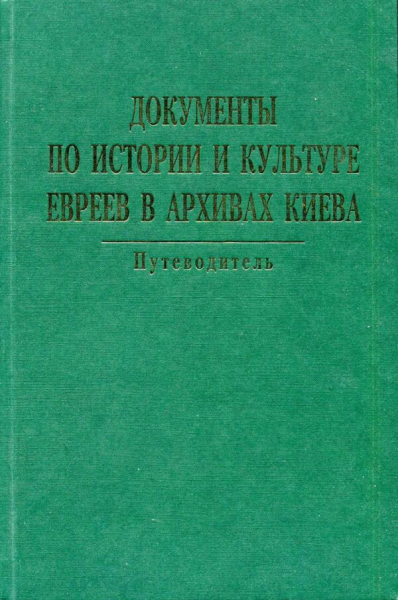 ДОКУМЕНТЫ
ПО ИСТОРИИ И КУЛЬТУРЕ
ЕВРЕЕВ В АРХИВАХ КИЕВА
Путеводитель